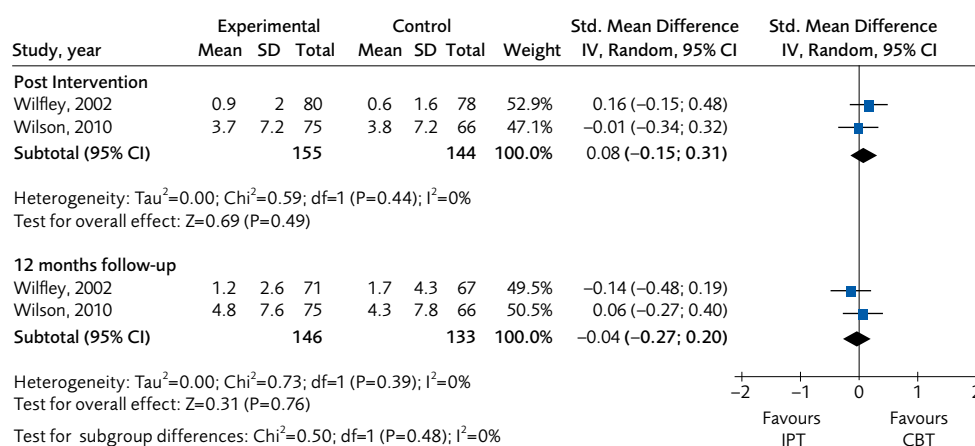 Experimental Control Std. Mean Difference Std. Mean Difference
Study, year Mean SD Total Mean SD Total Weight IV, Random, 95% CI IV, Random, 95% CI
Post Intervention
Wilfley, 2002 0.9 2 80 0.6 1.6 78 52.9% 0.16 (−0.15; 0.48)
Wilson, 2010 3.7 7.2 75 3.8 7.2 66 47.1% −0.01 (−0.34; 0.32)
Subtotal (95% CI) 155 144 100.0% 0.08 (−0.15; 0.31)
Heterogeneity: Tau²=0.00; Chi²=0.59; df=1 (P=0.44); I²=0%
Test for overall effect: Z=0.69 (P=0.49)
12 months follow-up
Wilfley, 2002 1.2 2.6 71 1.7 4.3 67 49.5% −0.14 (−0.48; 0.19)
Wilson, 2010 4.8 7.6 75 4.3 7.8 66 50.5% 0.06 (−0.27; 0.40)
Subtotal (95% CI) 146 133 100.0% −0.04 (−0.27; 0.20)
Heterogeneity: Tau²=0.00; Chi²=0.73; df=1 (P=0.39); I²=0%
Test for overall effect: Z=0.31 (P=0.76)
Test for subgroup differences: Chi²=0.50; df=1 (P=0.48); I²=0%
−2 −1 0 1 2
Favours Favours
IPT CBT